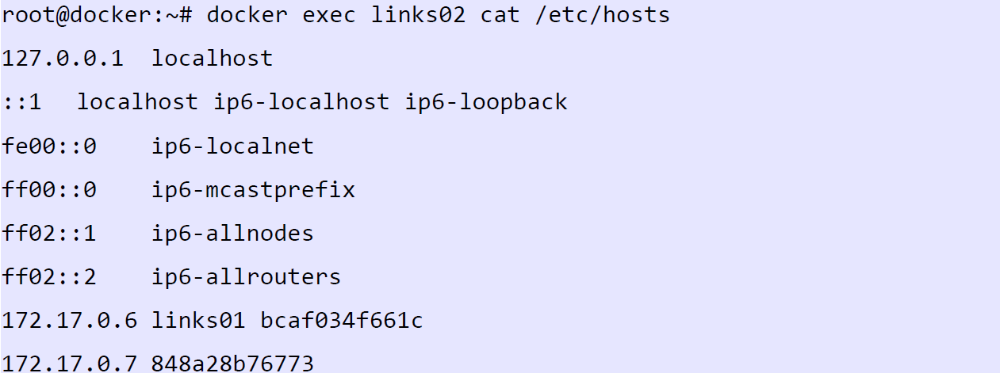 root@docker:~# docker exec links02 cat /etc/hosts
127.0.0.1  localhost
::1   localhost ip6-localhost ip6-loopback
fe00::0    ip6-localnet
ff00::0    ip6-mcastprefix
ff02::1    ip6-allnodes
ff02::2    ip6-allrouters
172.17.0.6 links01 bcaf034f661c
172.17.0.7 848a28b76773